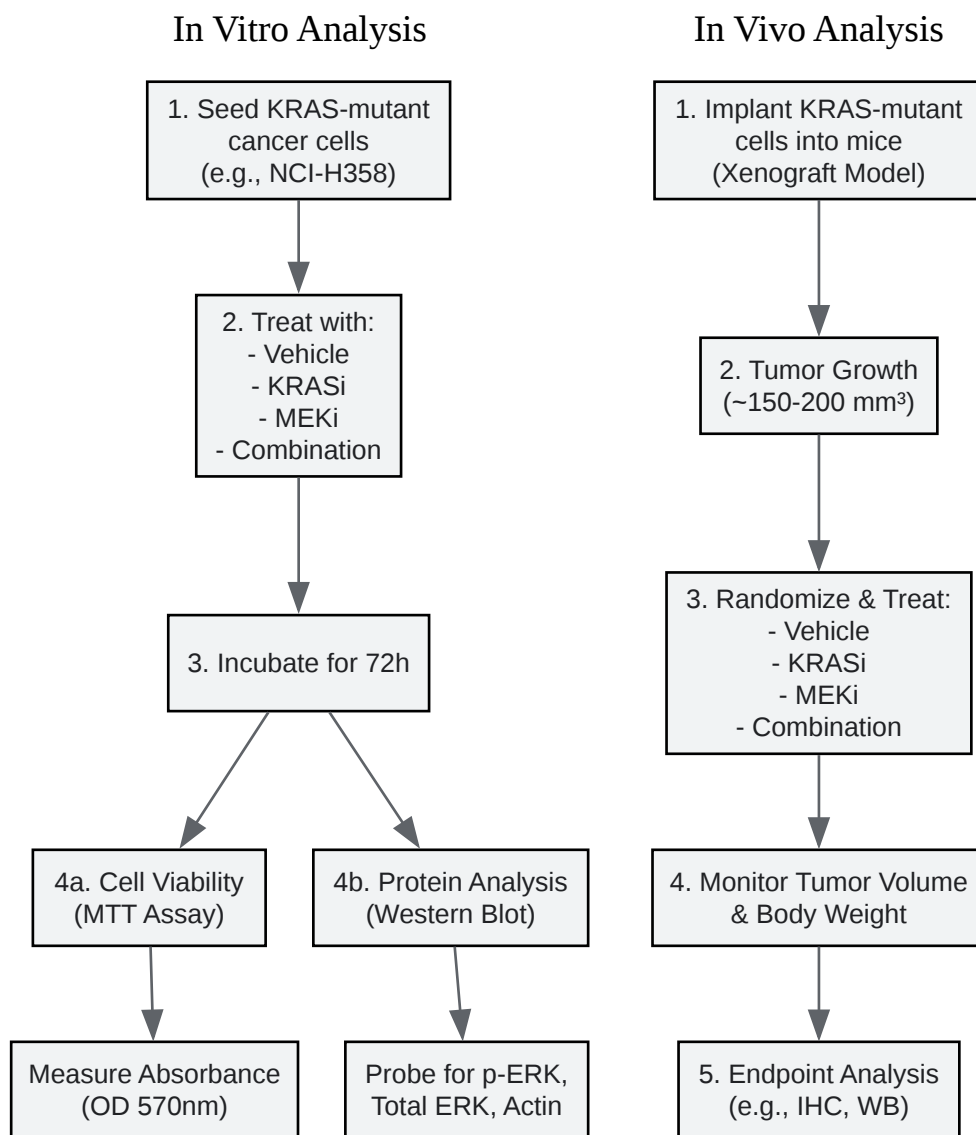 In Vitro Analysis
1. Seed KRAS-mutant
cancer cells
(e.g., NCI-H358)
2. Treat with:
- Vehicle
- KRASi
- MEKi
- Combination
3. Incubate for 72h
4a. Cell Viability
(MTT Assay)
4b. Protein Analysis
(Western Blot)
Measure Absorbance
(OD 570nm)
Probe for p-ERK,
Total ERK, Actin
In Vivo Analysis
1. Implant KRAS-mutant
cells into mice
(Xenograft Model)
2. Tumor Growth
(~150-200 mm³)
3. Randomize & Treat:
- Vehicle
- KRASi
- MEKi
- Combination
4. Monitor Tumor Volume
& Body Weight
5. Endpoint Analysis
(e.g., IHC, WB)